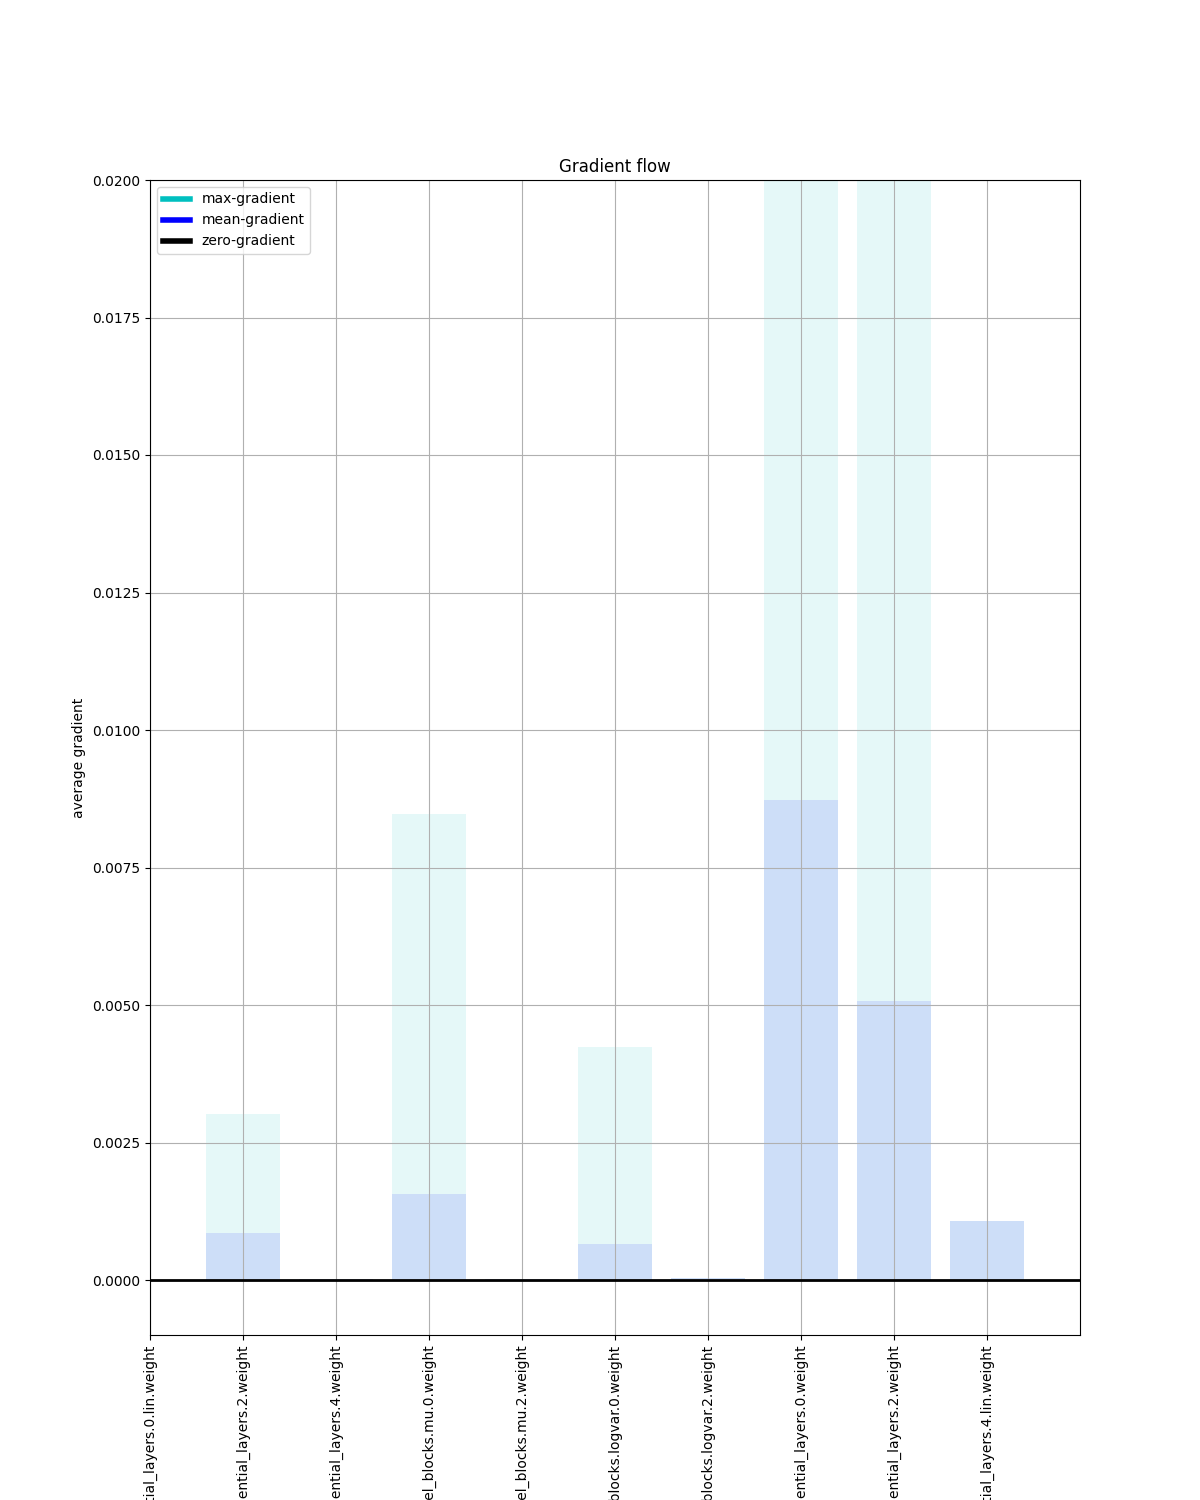 Gradient flow
max-gradient
mean-gradient
zero-gradient
0.0200
0.0175
0.0150
0.0125
0.0100
0.0075
0.0050
0.0025
0.0000
average gradient
tial_layers.0.lin.weight
ential_layers.2.weight
ential_layers.4.weight
el_blocks.mu.0.weight
el_blocks.mu.2.weight
blocks.logvar.0.weight
blocks.logvar.2.weight
ential_layers.0.weight
ential_layers.2.weight
tial_layers.4.lin.weight